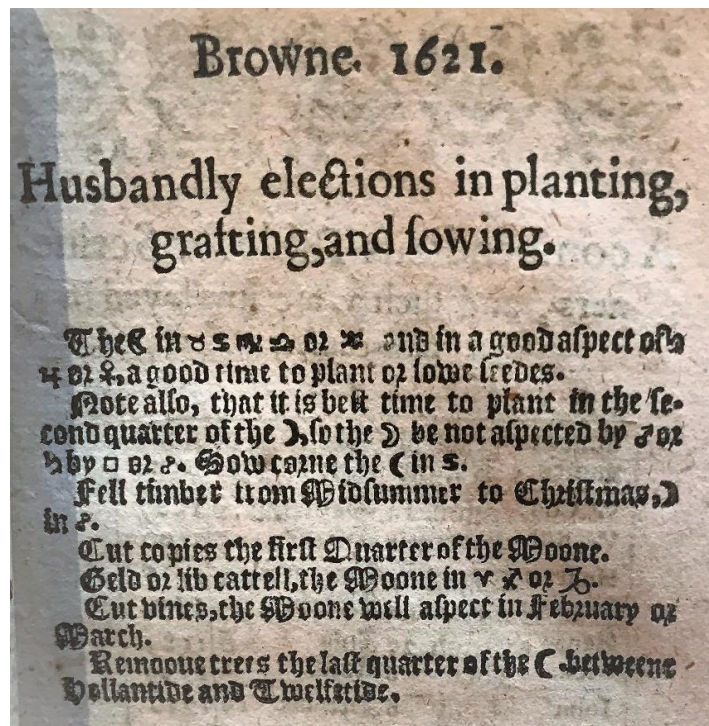 Browne. 1621.
Husbandly elections in planting,
grafting, and ſowing.
The ☾ in ♉ ♋ ♍ ♎ or ♓ and in a good aſpect of ♄
♃ or ♀, a good time to plant or ſowe ſeedes.
Note alſo, that it is beſt time to plant in the ſe-
cond quarter of the ☽, ſo the ☽ be not aſpected by ♂ or
♄ by □ or ☍. Sow corne the ☾ in ♋.
Fell timber from Midſummer to Chriſtmas, ☽
in ☍.
Cut copies the firſt Quarter of the Moone.
Geld or lib cattell, the Moone in ♈ ♐ or ♑.
Cut vines, the Moone well aſpect in February or
March.
Remooue trees the laſt quarter of the ☾ betweene
Hollantide and Twelfetide.